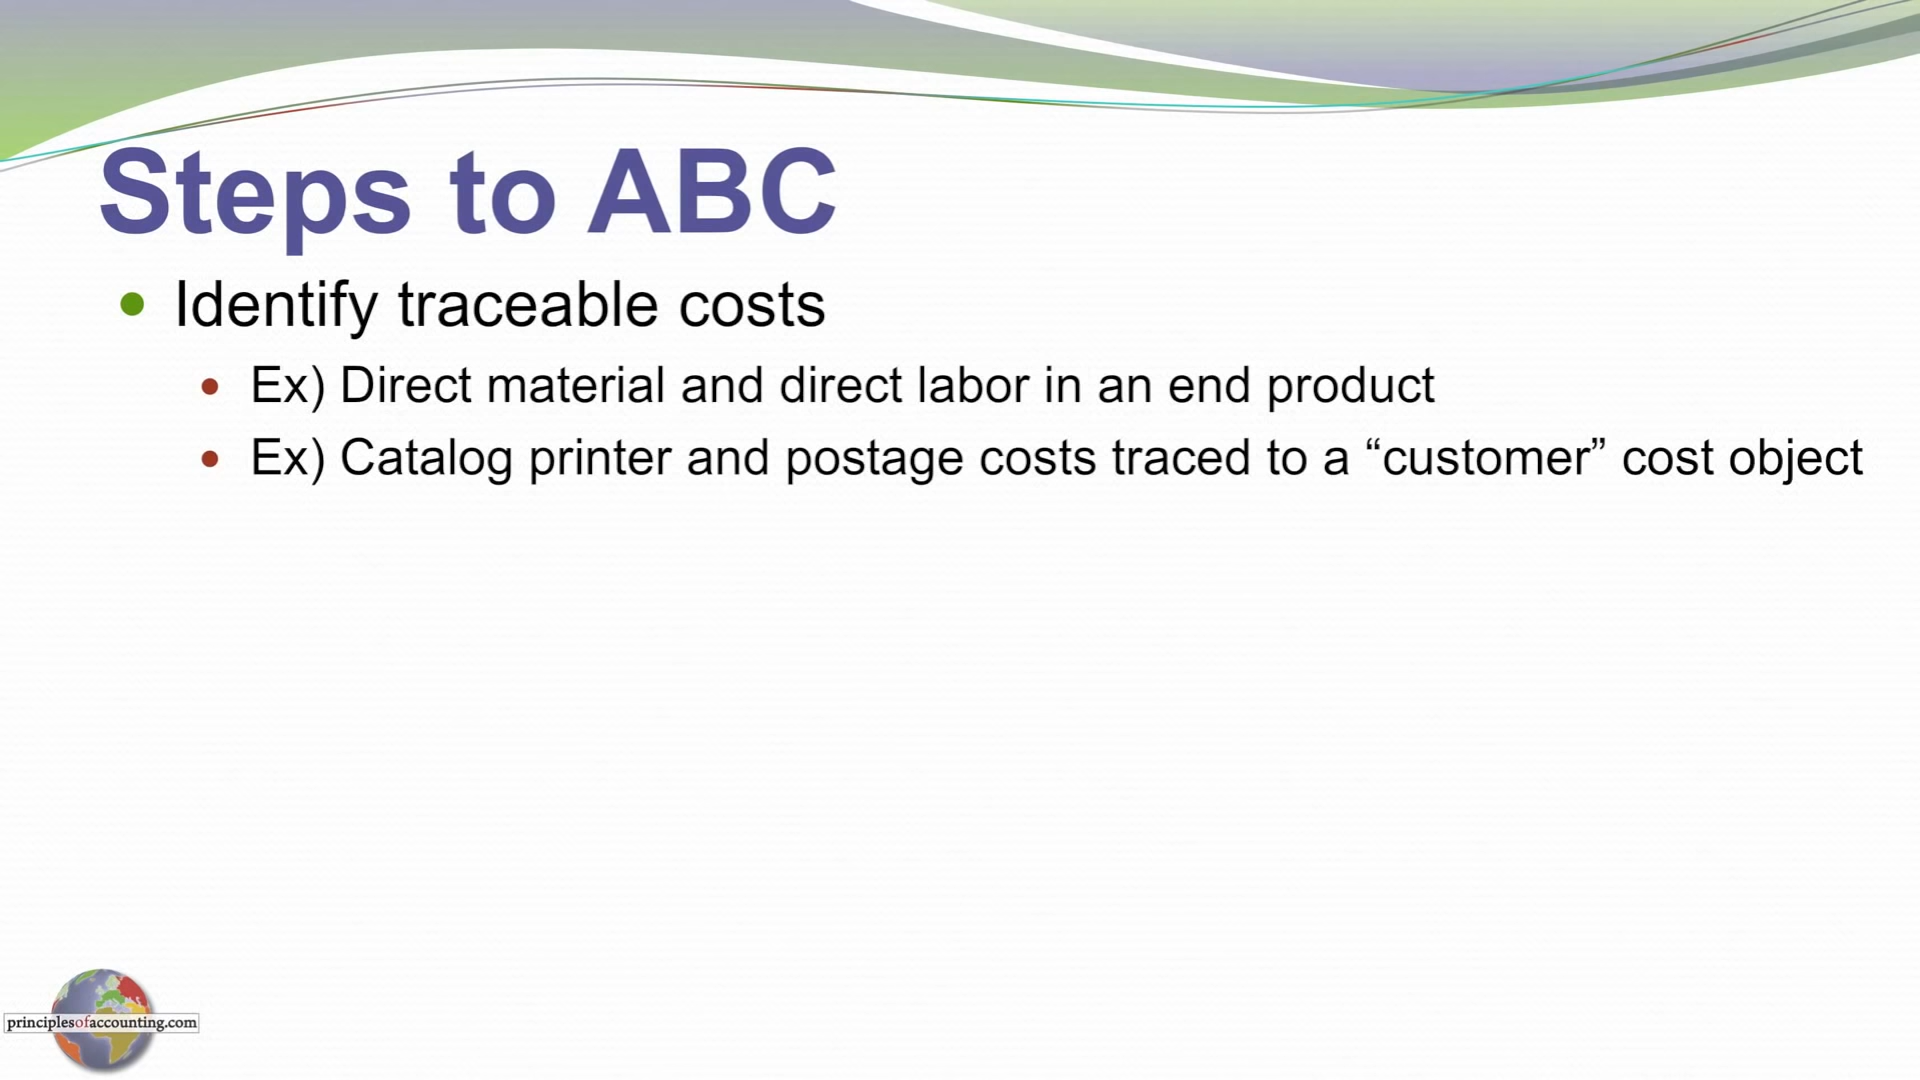 Steps to ABC
Identify traceable costs
Ex) Direct material and direct labor in an end product
Ex) Catalog printer and postage costs traced to a “customer” cost object
principlesofaccounting.com